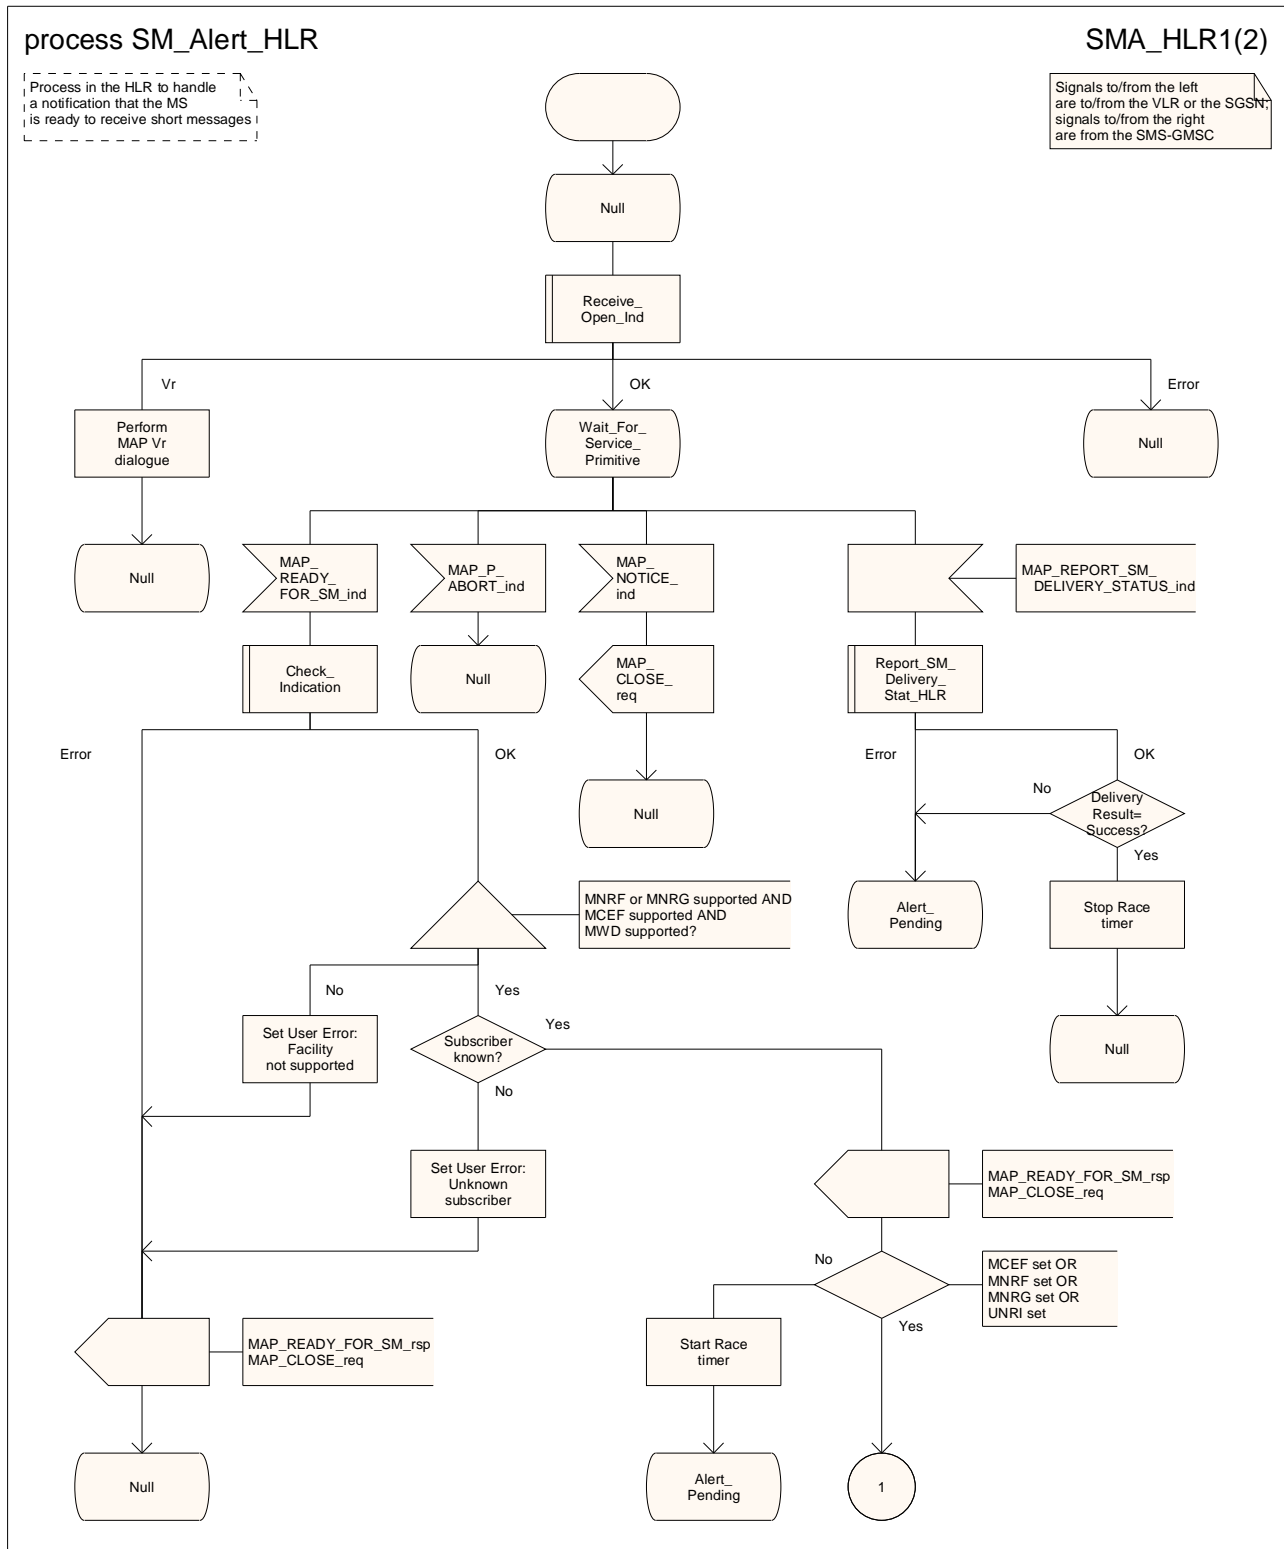 process SM_Alert_HLR
SMA_HLR1(2)
Process in the HLR to handle
a notification that the MS
is ready to receive short messages
Signals to/from the left
are to/from the VLR or the SGSN;
signals to/from the right
are from the SMS-GMSC
Null
Receive_
Open_Ind
Vr
OK
Error
Perform
MAP Vr
dialogue
Wait_For_
Service_
Primitive
Null
Null
MAP_
READY_
FOR_SM_ind
MAP_P_
ABORT_ind
MAP_
NOTICE_
ind
MAP_REPORT_SM_
DELIVERY_STATUS_ind
Check_
Indication
Null
MAP_
CLOSE_
req
Report_SM_
Delivery_
Stat_HLR
Error
OK
Error
OK
Null
No
Delivery
Result=
Success?
Yes
MNRF or MNRG supported AND
MCEF supported AND
MWD supported?
Alert_
Pending
Stop Race
timer
No
Yes
Set User Error:
Facility
not supported
Subscriber
known?
Yes
No
Null
Set User Error:
Unknown
subscriber
MAP_READY_FOR_SM_rsp
MAP_CLOSE_req
No
MCEF set OR
MNRF set OR
MNRG set OR
UNRI set
Yes
MAP_READY_FOR_SM_rsp
MAP_CLOSE_req
Start Race
timer
Null
Alert_
Pending
1